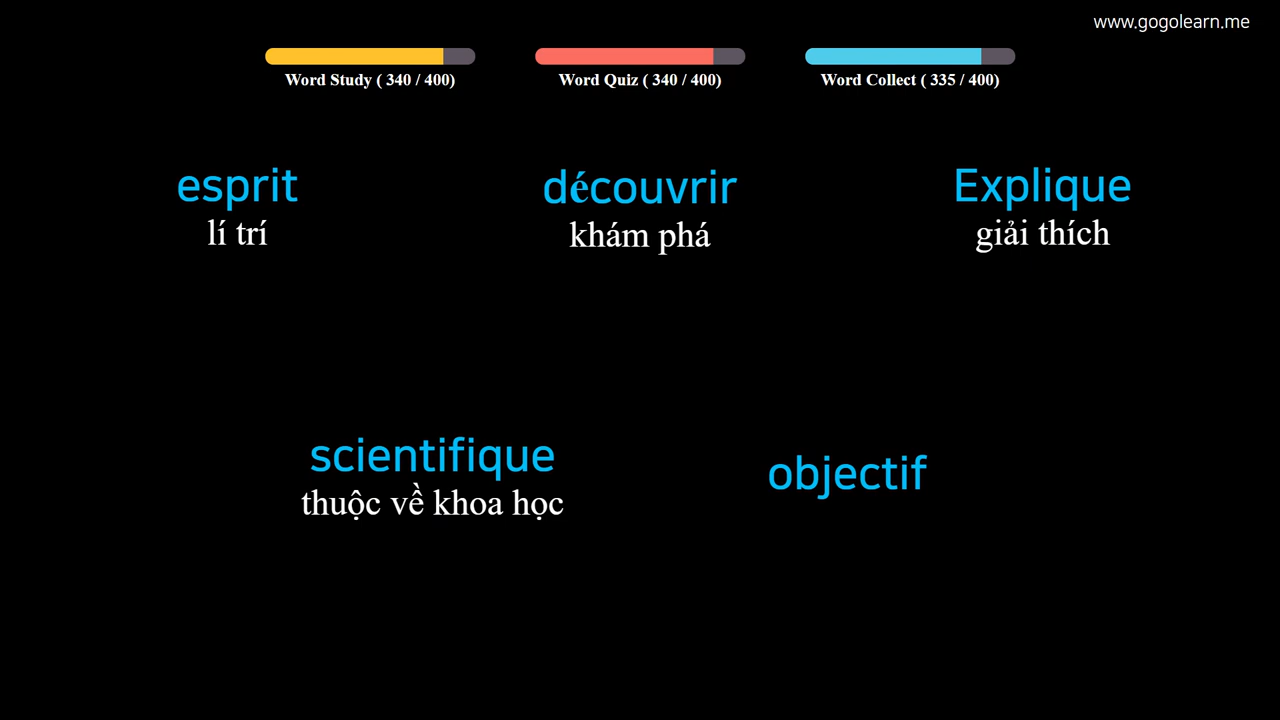 www.gogolearn.me
Word Study ( 340 / 400)
Word Quiz ( 340 / 400)
Word Collect ( 335 / 400)
esprit
lí trí
découvrir
khám phá
Explique
giải thích
scientifique
thuộc về khoa học
objectif